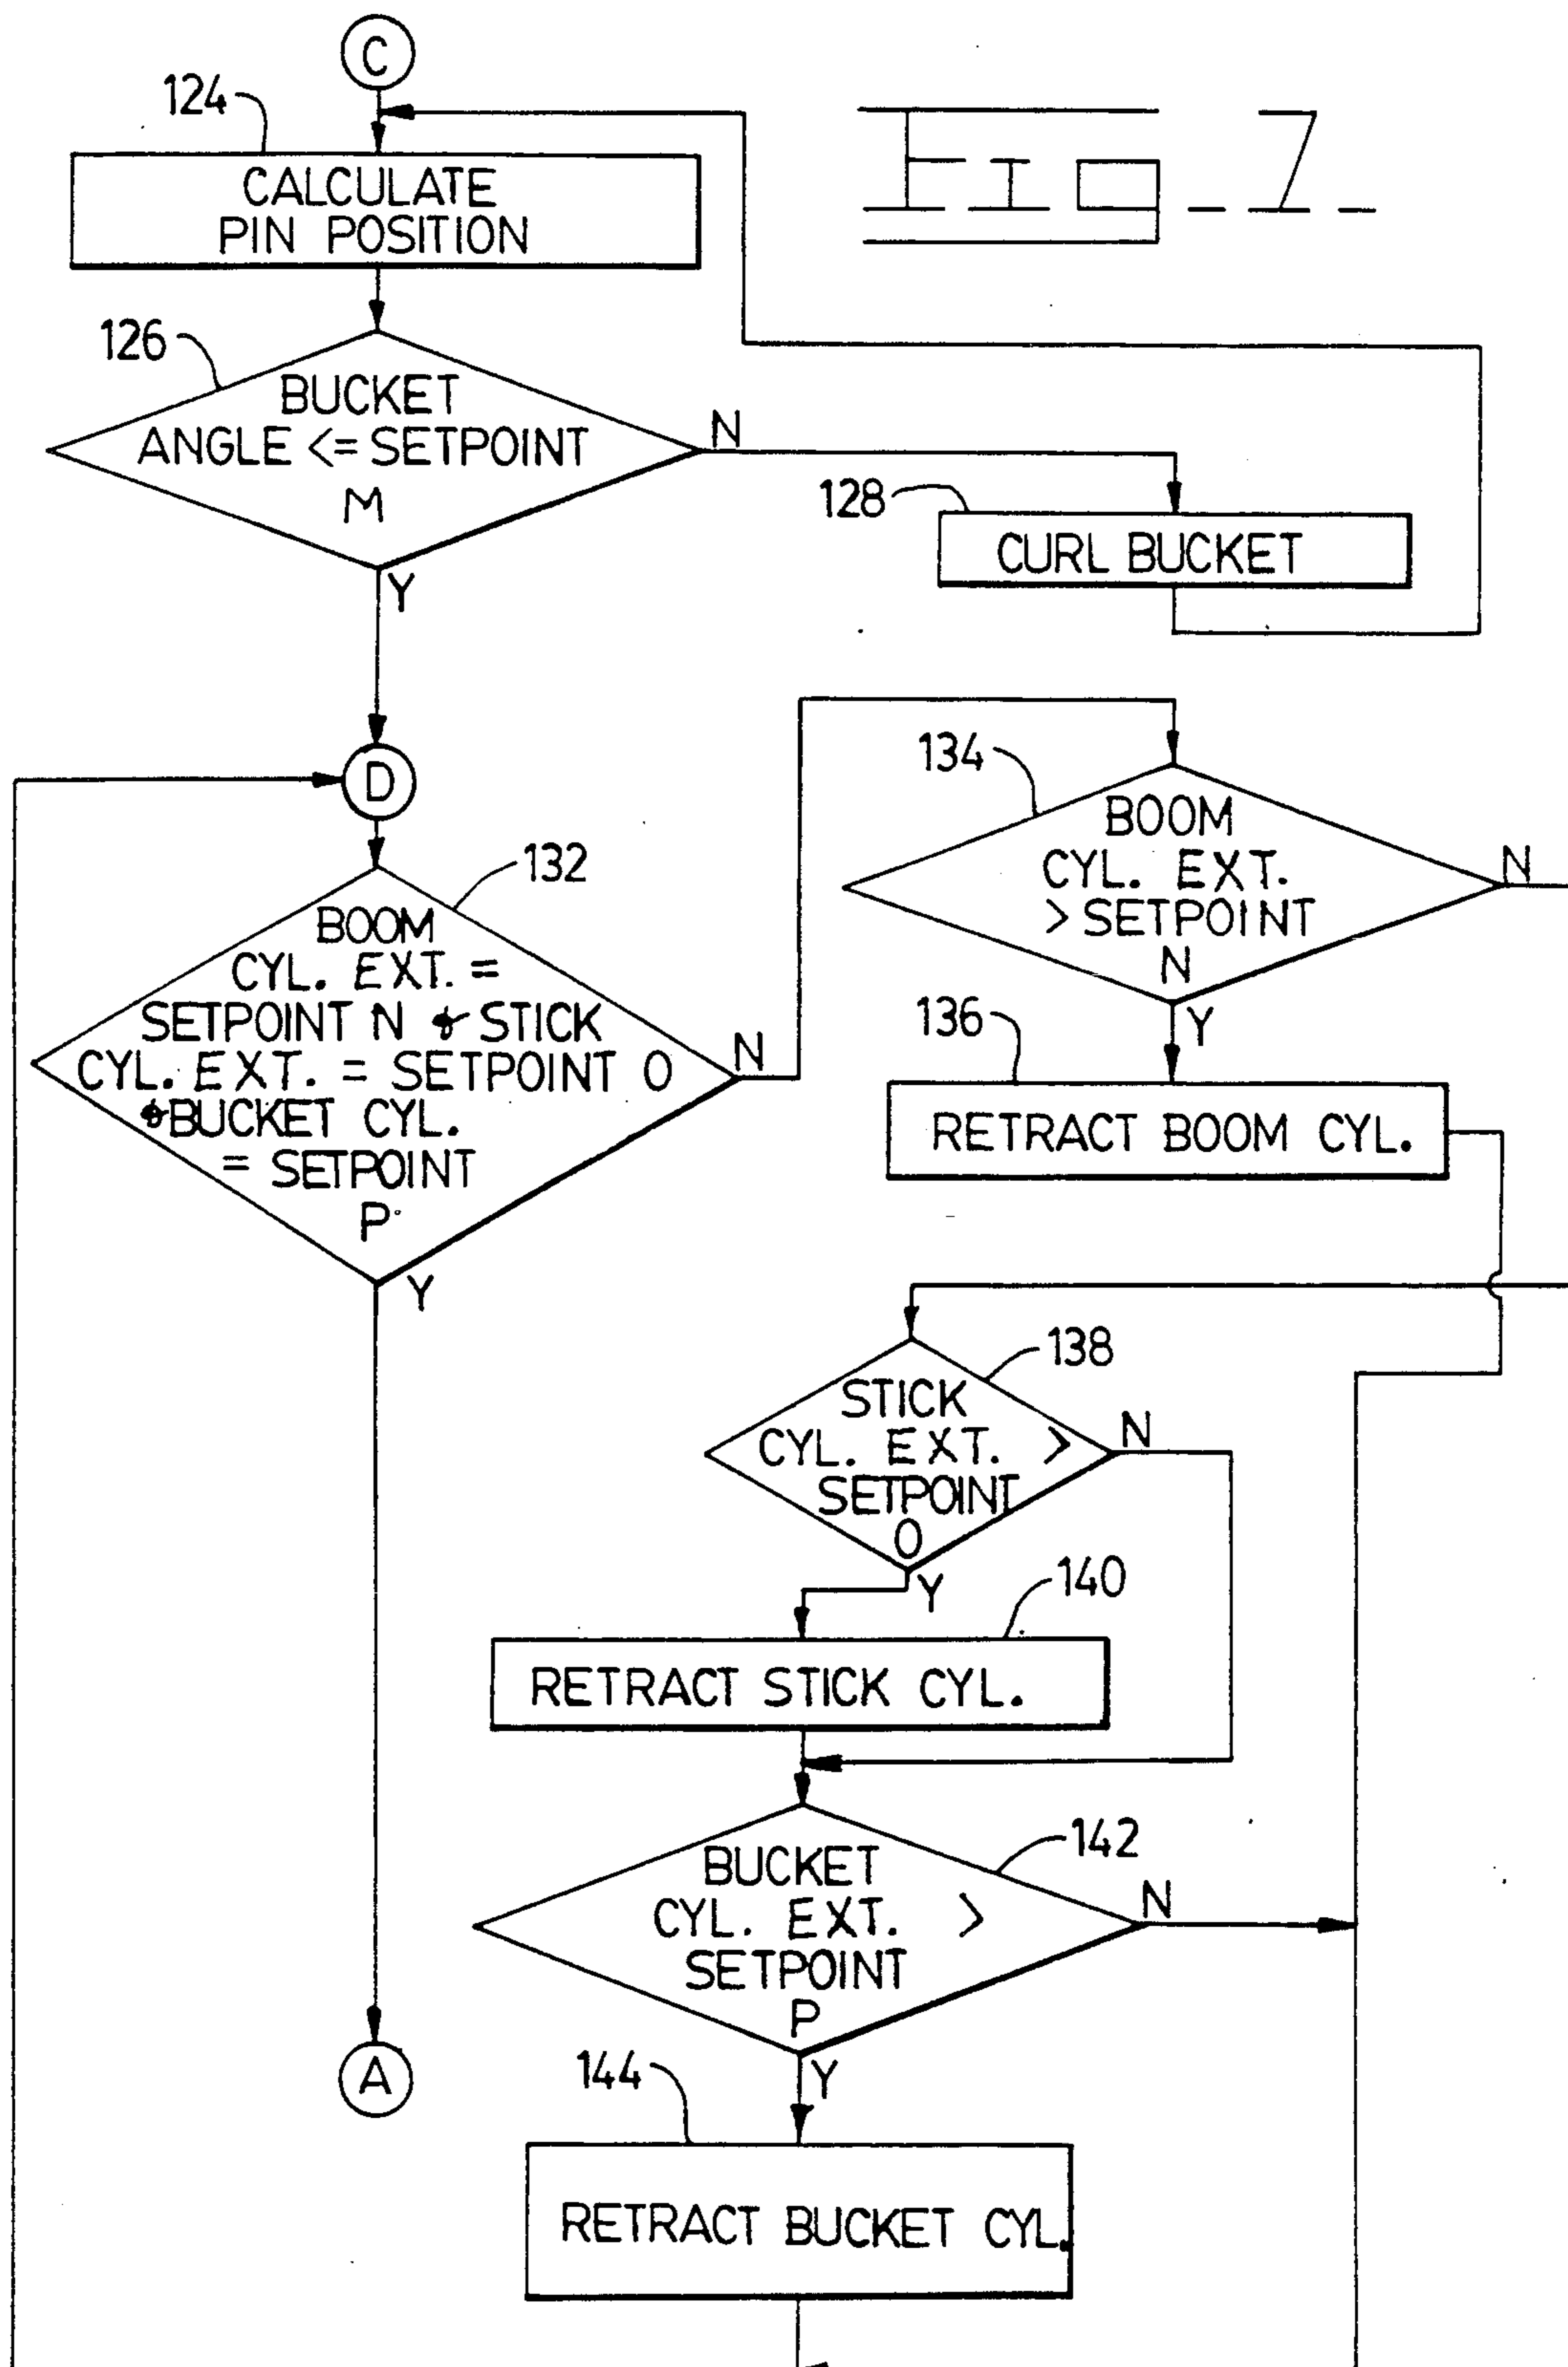 C
Fig 7
124
CALCULATE
PIN POSITION
126
BUCKET
ANGLE <= SETPOINT
M
N
Y
128
CURL BUCKET
D
132
BOOM
CYL. EXT. =
SETPOINT N & STICK
CYL. EXT. = SETPOINT O
& BUCKET CYL.
= SETPOINT
P
N
Y
134
BOOM
CYL. EXT.
> SETPOINT
N
N
Y
136
RETRACT BOOM CYL.
138
STICK
CYL. EXT. >
SETPOINT
O
N
Y
140
RETRACT STICK CYL.
142
BUCKET
CYL. EXT. >
SETPOINT
P
N
Y
A
144
RETRACT BUCKET CYL.